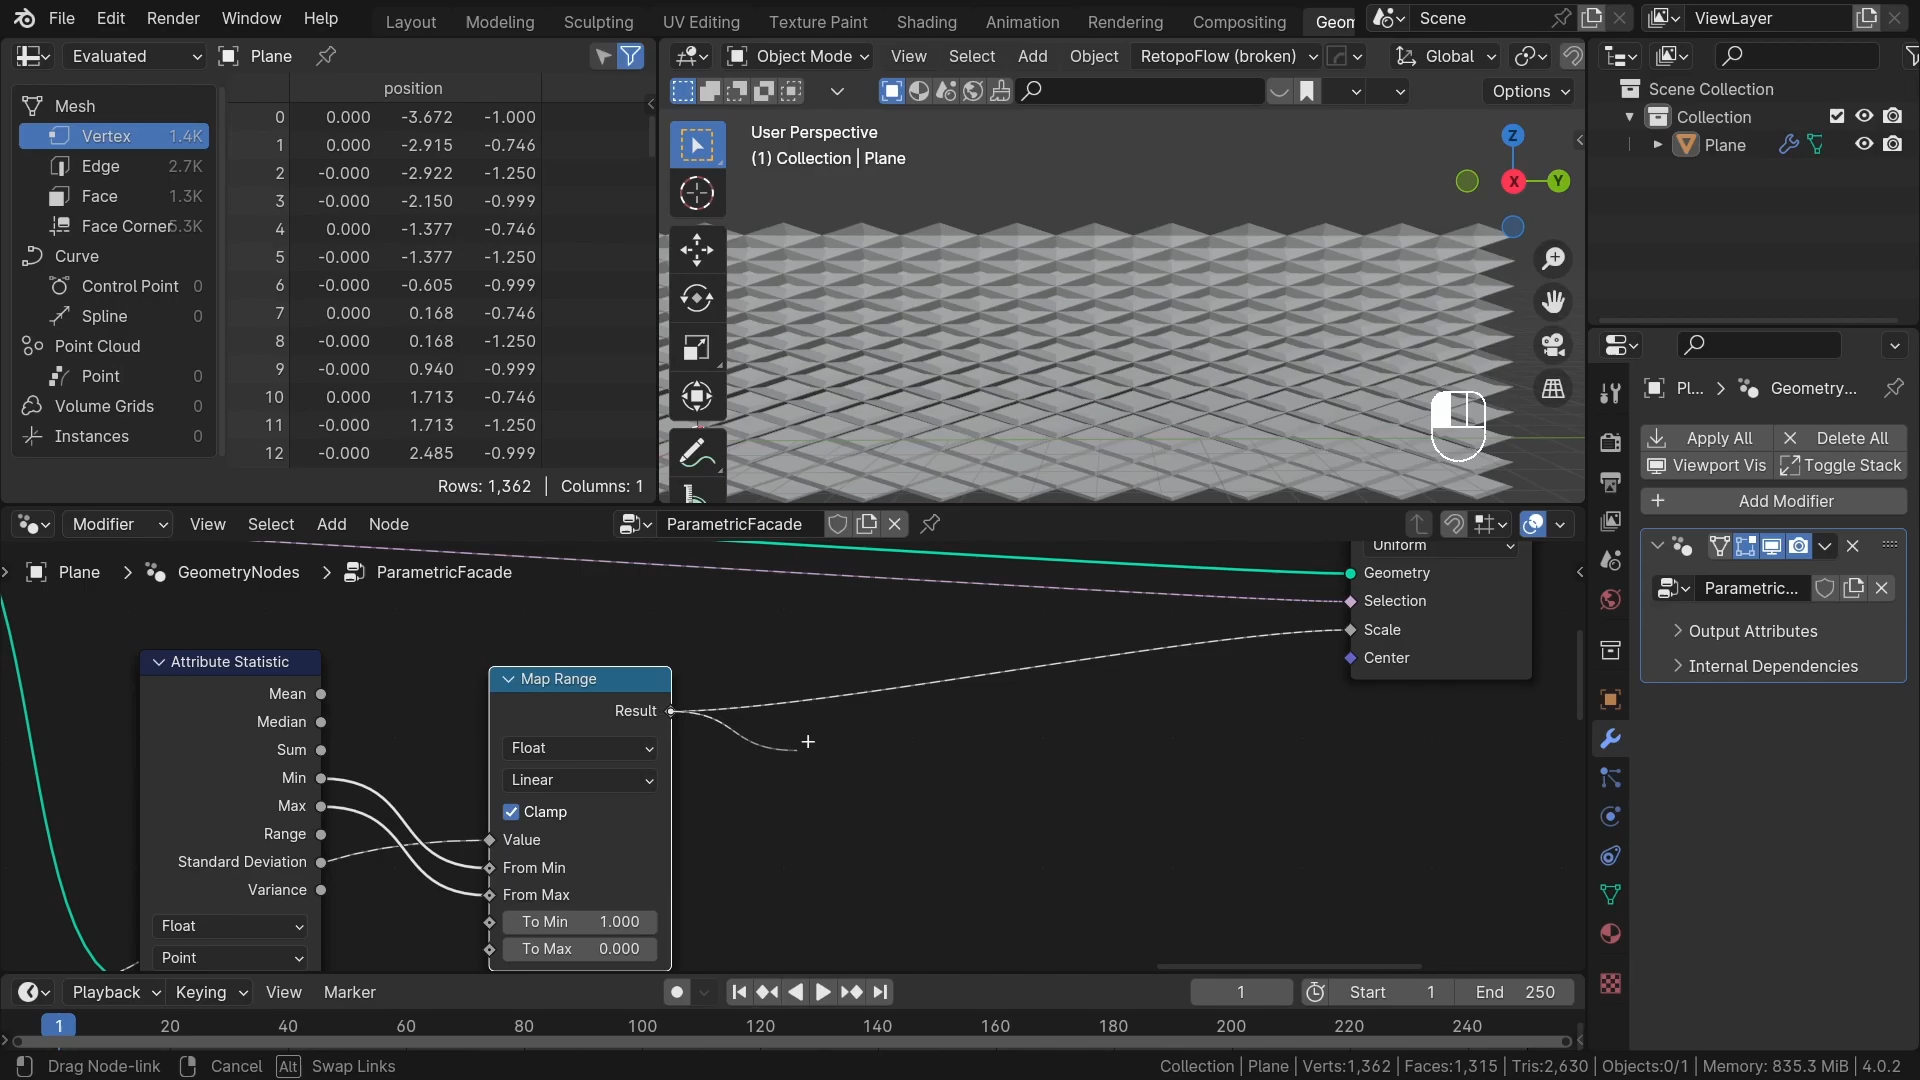 File Edit Render Window Help Layout Modeling Sculpting UV Editing Texture Paint Shading Animation Rendering Compositing Geom Scene ViewLayer
Evaluated Plane
position
0 0.000 -3.672 -1.000
1 0.000 -2.915 -0.746
2 -0.000 -2.922 -1.250
3 -0.000 -2.150 -0.999
4 0.000 -1.377 -0.746
5 -0.000 -1.377 -1.250
6 -0.000 -0.605 -0.999
7 0.000 0.168 -0.746
8 -0.000 0.168 -1.250
9 -0.000 0.940 -0.999
10 0.000 1.713 -0.746
11 -0.000 1.713 -1.250
12 -0.000 2.485 -0.999
Rows: 1,362 | Columns: 1
Mesh
Vertex 1.4K
Edge 2.7K
Face 1.3K
Face Corner 5.3K
Curve
Control Point 0
Spline 0
Point Cloud
Point 0
Volume Grids 0
Instances 0
Object Mode View Select Add Object RetopoFlow (broken) Global
Options
User Perspective
(1) Collection | Plane
Z
X
Y
Scene Collection
Collection
Plane
Pl... Geometry...
Apply All Delete All
Viewport Vis Toggle Stack
Add Modifier
Parametric...
Output Attributes
Internal Dependencies
Modifier View Select Add Node ParametricFacade
Plane GeometryNodes ParametricFacade
Uniform
Geometry
Selection
Scale
Center
Attribute Statistic
Mean
Median
Sum
Min
Max
Range
Standard Deviation
Variance
Float
Point
Map Range
Result
Float
Linear
Clamp
Value
From Min
From Max
To Min 1.000
To Max 0.000
Playback Keying View Marker 1 Start 1 End 250
1 20 40 60 80 100 120 140 160 180 200 220 240
Drag Node-link Cancel Alt Swap Links Collection | Plane | Verts:1,362 | Faces:1,315 | Tris:2,630 | Objects:0/1 | Memory: 835.3 MiB | 4.0.2